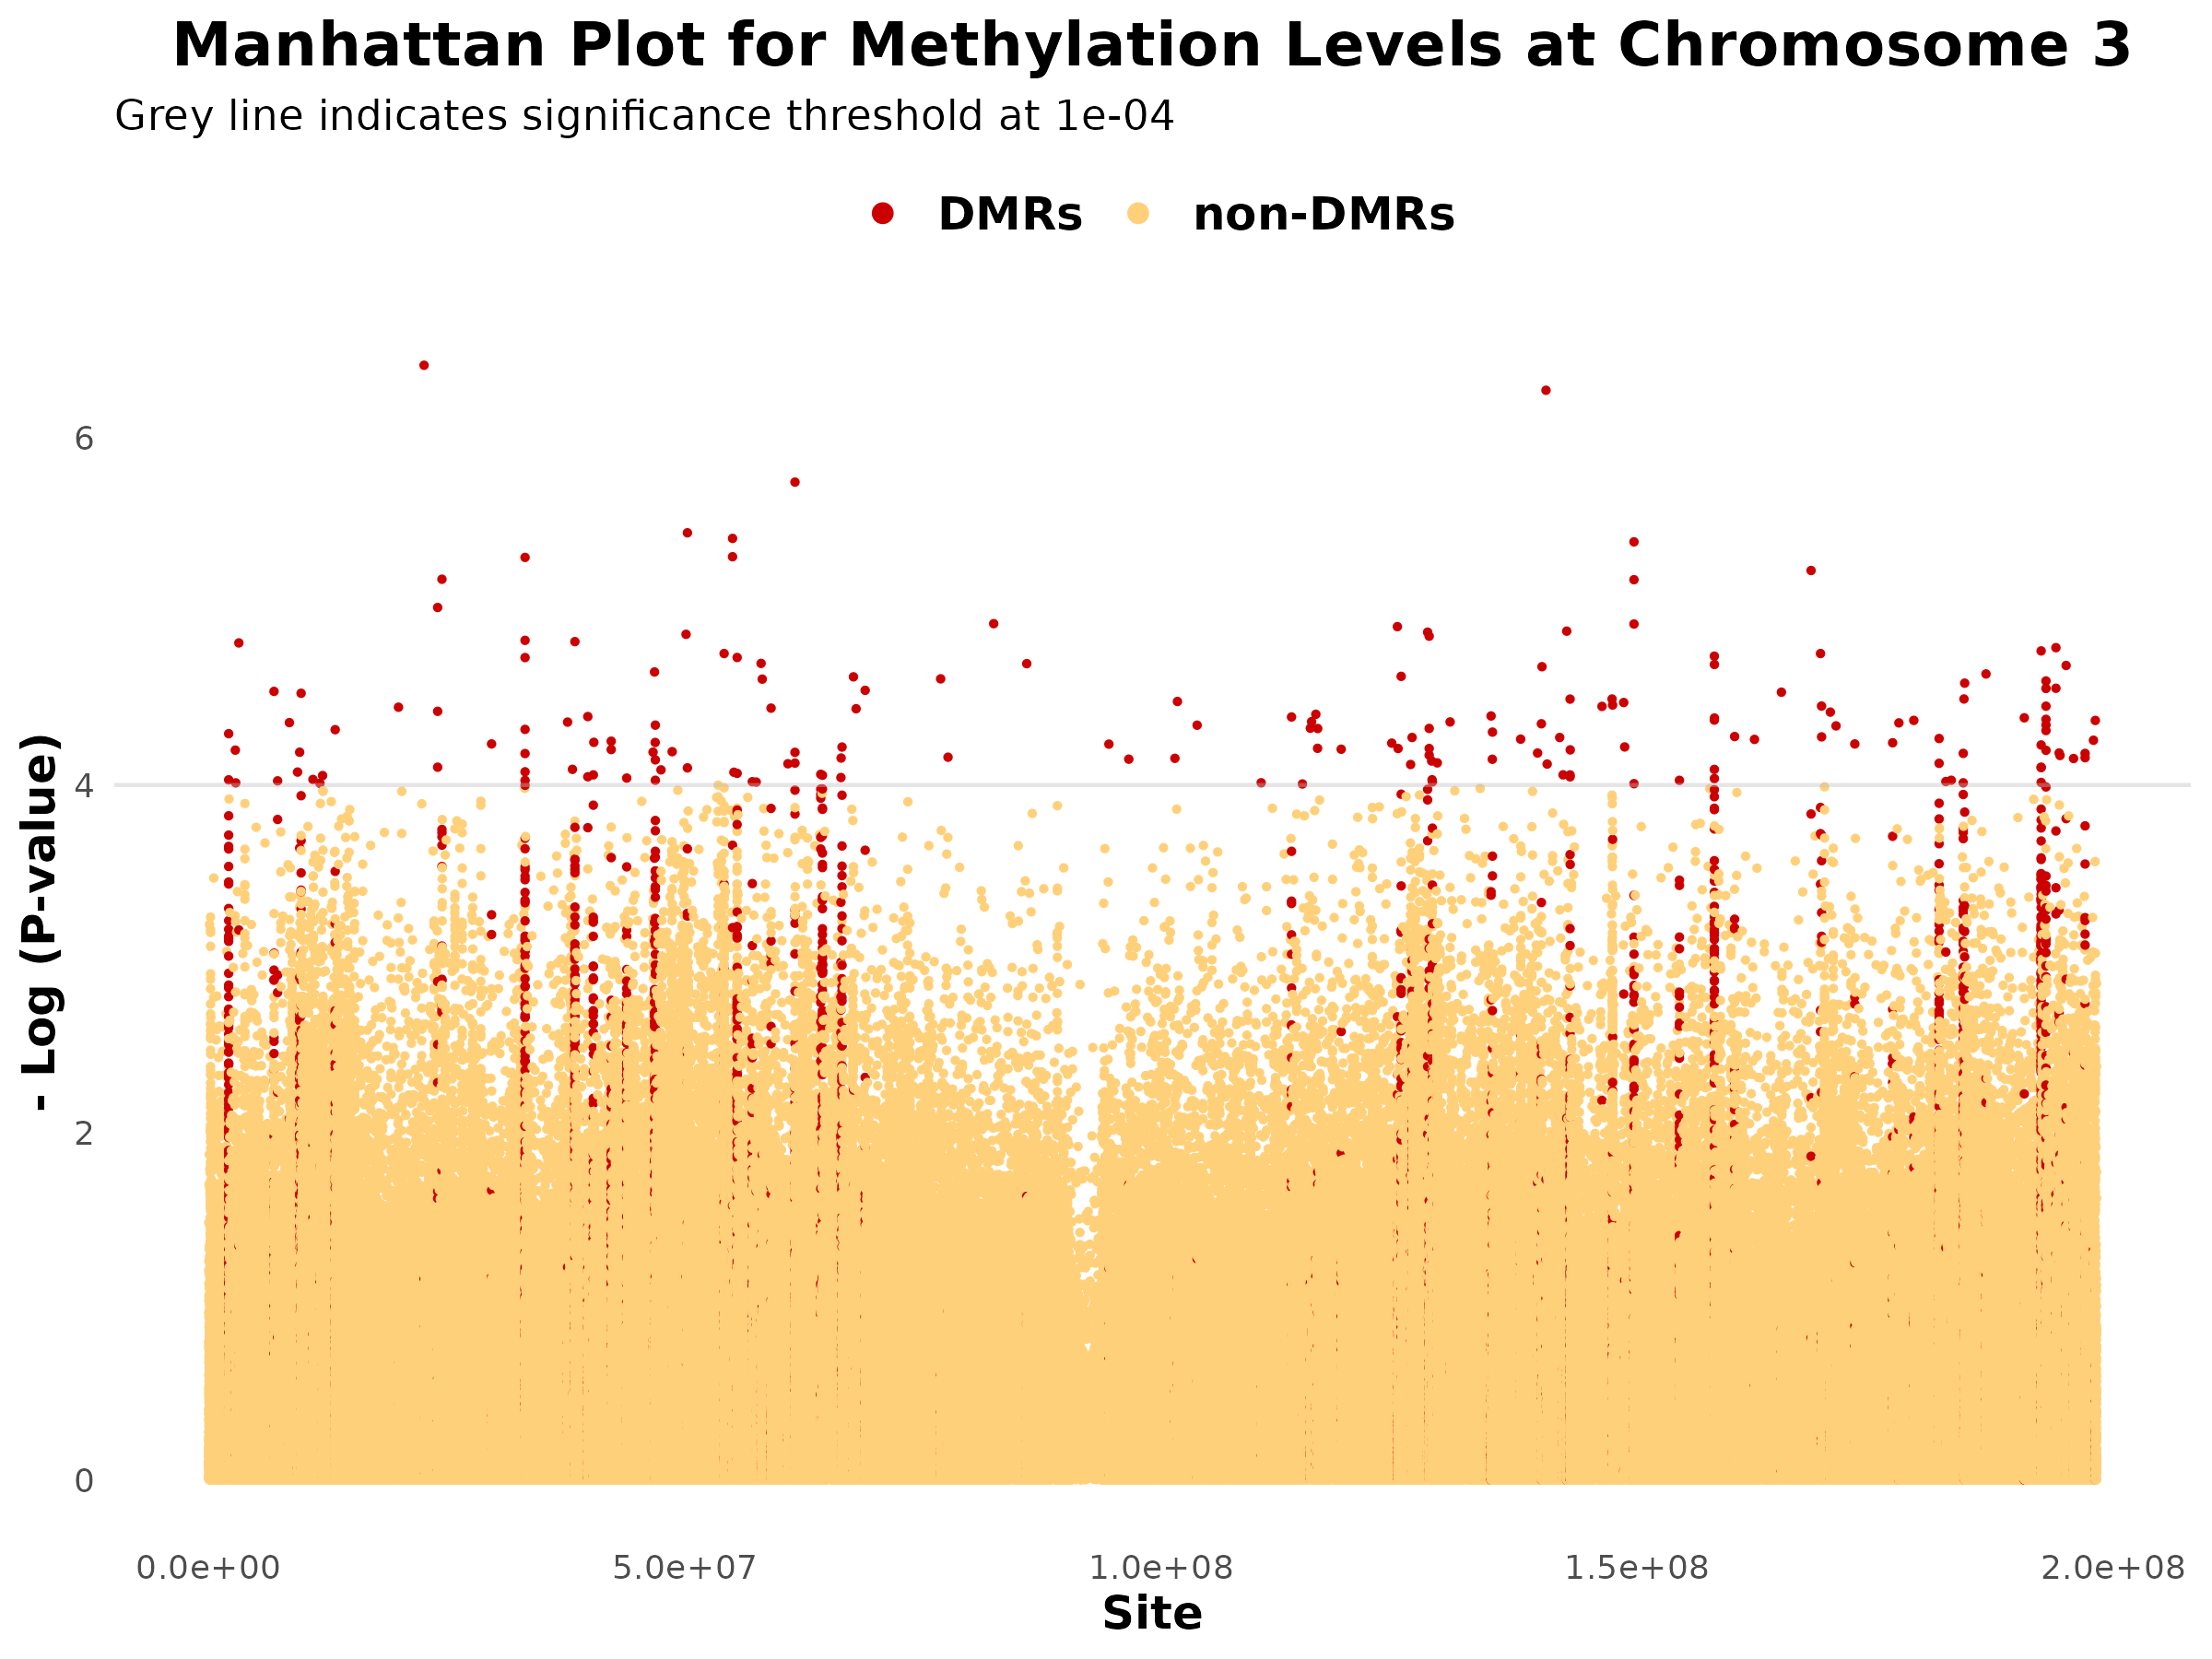 Manhattan Plot for Methylation Levels at Chromosome 3
Grey line indicates significance threshold at 1e-04
DMRs non-DMRs
6
4
2
0
- Log (P-value)
0.0e+00 5.0e+07 1.0e+08 1.5e+08 2.0e+08
Site